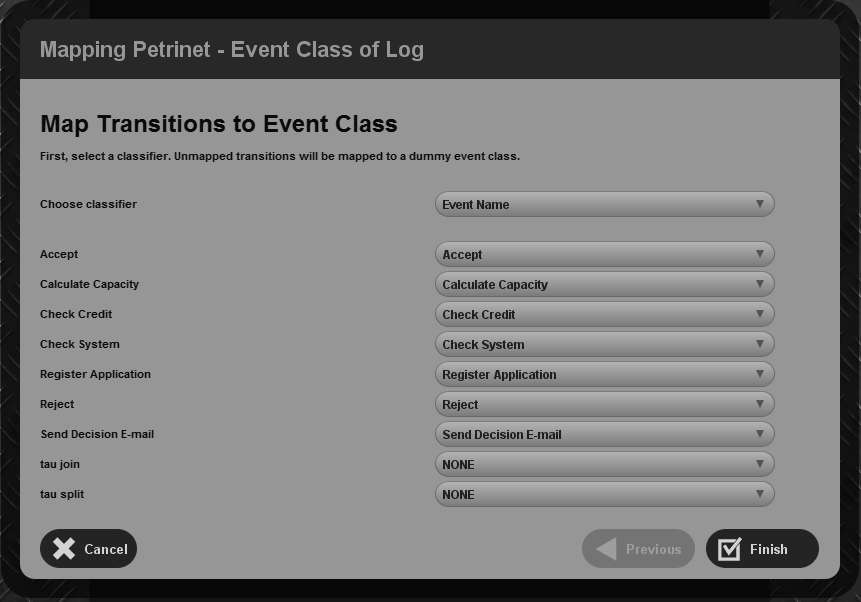 Mapping Petrinet - Event Class of Log
Map Transitions to Event Class
First, select a classifier. Unmapped transitions will be mapped to a dummy event class.
Choose classifier Event Name
Accept Accept
Calculate Capacity Calculate Capacity
Check Credit Check Credit
Check System Check System
Register Application Register Application
Reject Reject
Send Decision E-mail Send Decision E-mail
tau join NONE
tau split NONE
Cancel Previous Finish